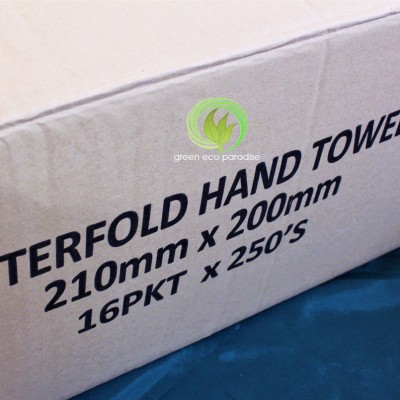 green eco paradise
TERFOLD HAND TOWE
210mm x 200mm
16PKT x 250'S